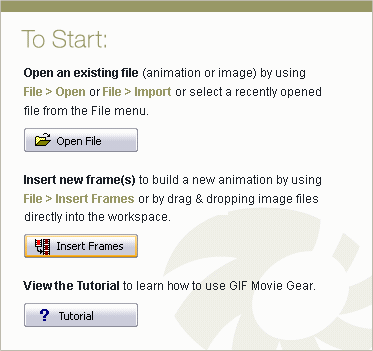 To Start:
Open an existing file (animation or image) by using
File > Open or File > Import or select a recently opened
file from the File menu.
Open File
Insert new frame(s) to build a new animation by using
File > Insert Frames or by drag & dropping image files
directly into the workspace.
Insert Frames
View the Tutorial to learn how to use GIF Movie Gear.
? Tutorial